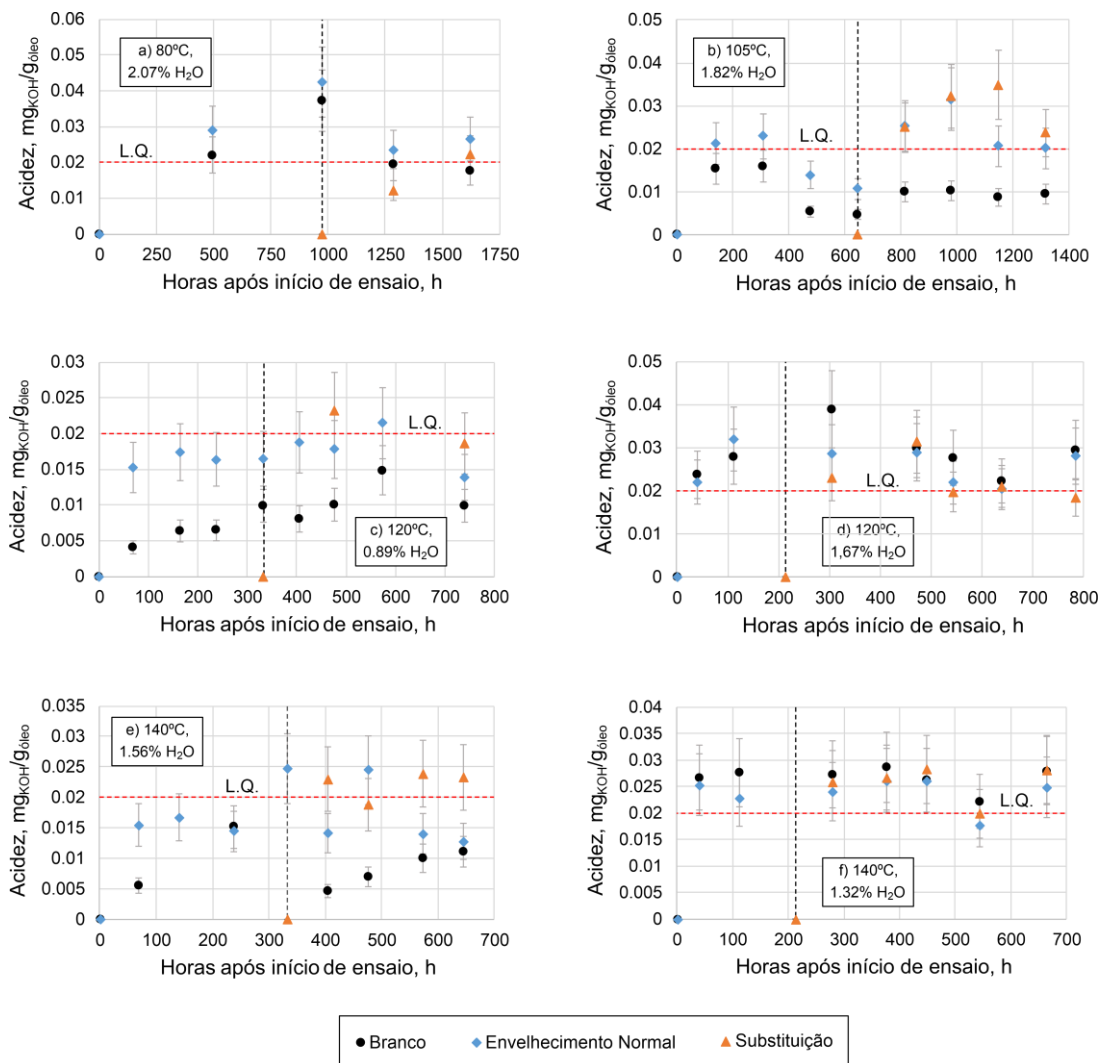 Acidez, mgKOH/góleo
0.06
0.05
0.04
0.03
0.02
0.01
0
a) 80ºC,
2.07% H₂O
L.Q.
0 250 500 750 1000 1250 1500 1750
Horas após início de ensaio, h
Acidez, mgKOH/góleo
0.05
0.04
0.03
0.02
0.01
0
b) 105ºC
1.82% H₂O
L.Q.
0 200 400 600 800 1000 1200 1400
Horas após início de ensaio, h
Acidez, mgKOH/góleo
0.03
0.025
0.02
0.015
0.01
0.005
0
L.Q.
c) 120ºC
0.89% H₂O
0 100 200 300 400 500 600 700 800
Horas após início de ensaio, h
Acidez, mgKOH/góleo
0.05
0.04
0.03
0.02
0.01
0
L.Q.
d) 120ºC
1,67% H₂O
0 100 200 300 400 500 600 700 800
Horas após início de ensaio, h
Acidez, mgKOH/góleo
0.035
0.03
0.025
0.02
0.015
0.01
0.005
0
e) 140ºC
1.56% H₂O
L.Q.
0 100 200 300 400 500 600 700
Horas após início de ensaio, h
Acidez, mgKOH/góleo
0.04
0.035
0.03
0.025
0.02
0.015
0.01
0.005
0
L.Q.
f) 140ºC
1.32% H₂O
0 100 200 300 400 500 600 700
Horas após início de ensaio, h
Branco Envelhecimento Normal Substituição